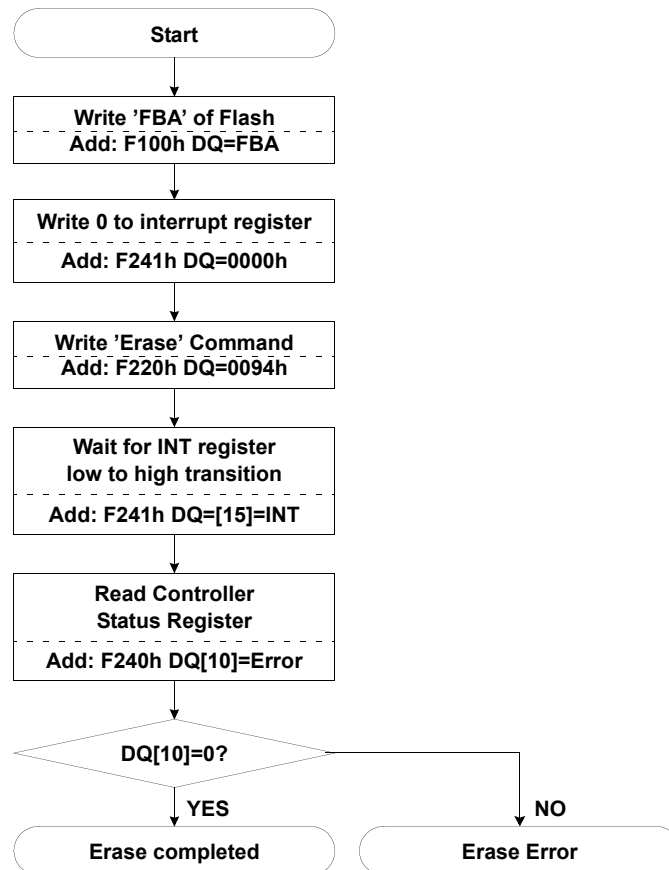 Start
Write ’FBA’ of Flash
Add: F100h DQ=FBA
Write 0 to interrupt register
Add: F241h DQ=0000h
Write ’Erase’ Command
Add: F220h DQ=0094h
Wait for INT register
low to high transition
Add: F241h DQ=[15]=INT
Read Controller
Status Register
Add: F240h DQ[10]=Error
DQ[10]=0?
YES
NO
Erase completed
Erase Error